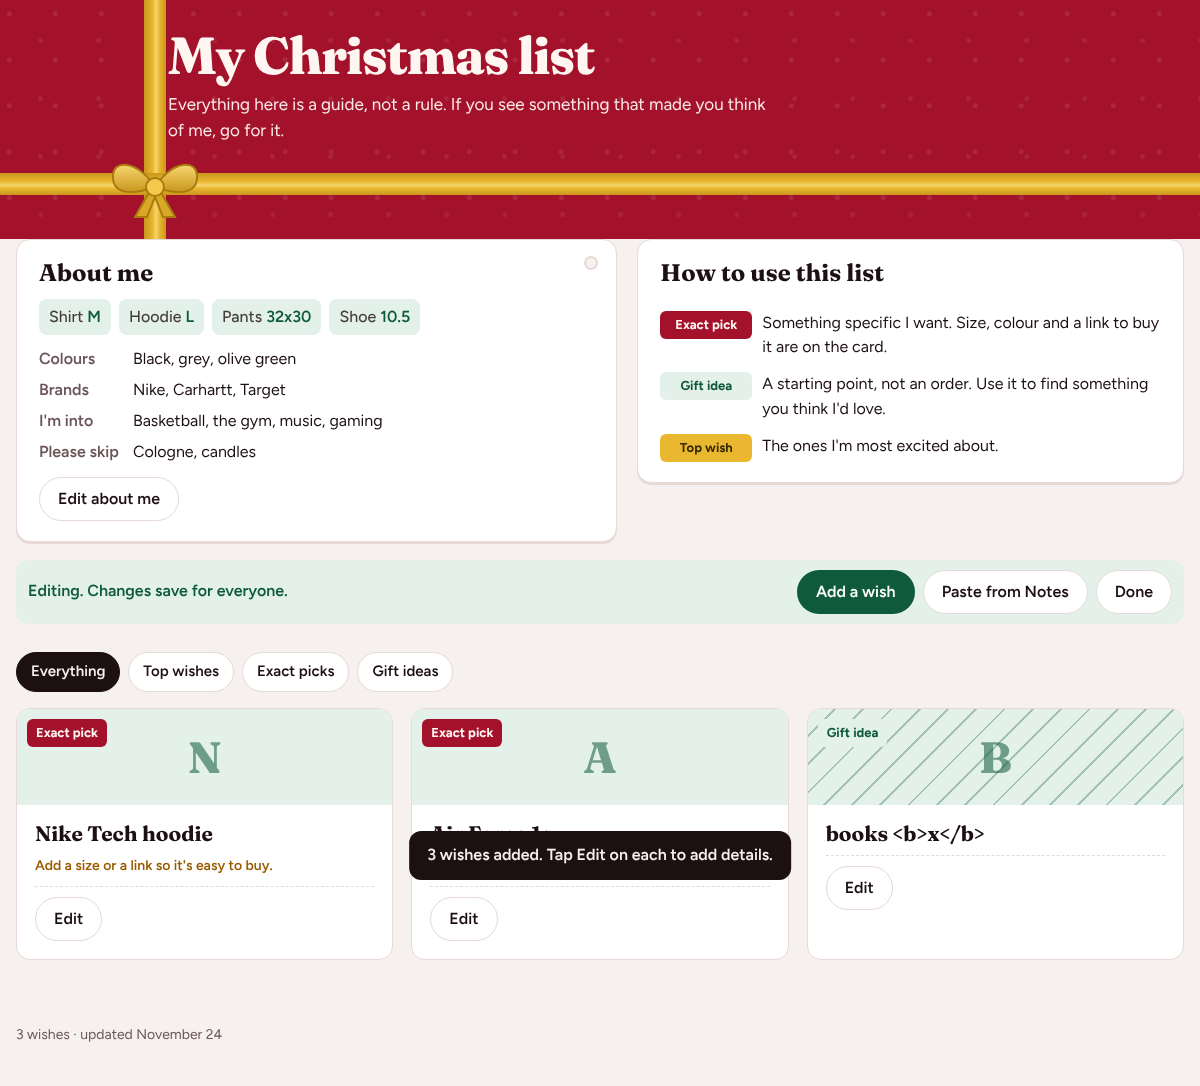 My Christmas list
Everything here is a guide, not a rule. If you see something that made you think
of me, go for it.
About me
Shirt M
Hoodie L
Pants 32x30
Shoe 10.5
Colours Black, grey, olive green
Brands Nike, Carhartt, Target
I'm into Basketball, the gym, music, gaming
Please skip Cologne, candles
Edit about me
How to use this list
Exact pick Something specific I want. Size, colour and a link to buy
it are on the card.
Gift idea A starting point, not an order. Use it to find something
you think I'd love.
Top wish The ones I'm most excited about.
Editing. Changes save for everyone.
Add a wish
Paste from Notes
Done
Everything
Top wishes
Exact picks
Gift ideas
Exact pick
N
Nike Tech hoodie
Add a size or a link so it's easy to buy.
Edit
Exact pick
A
3 wishes added. Tap Edit on each to add details.
Edit
Gift idea
B
books <b>x</b>
Edit
3 wishes · updated November 24